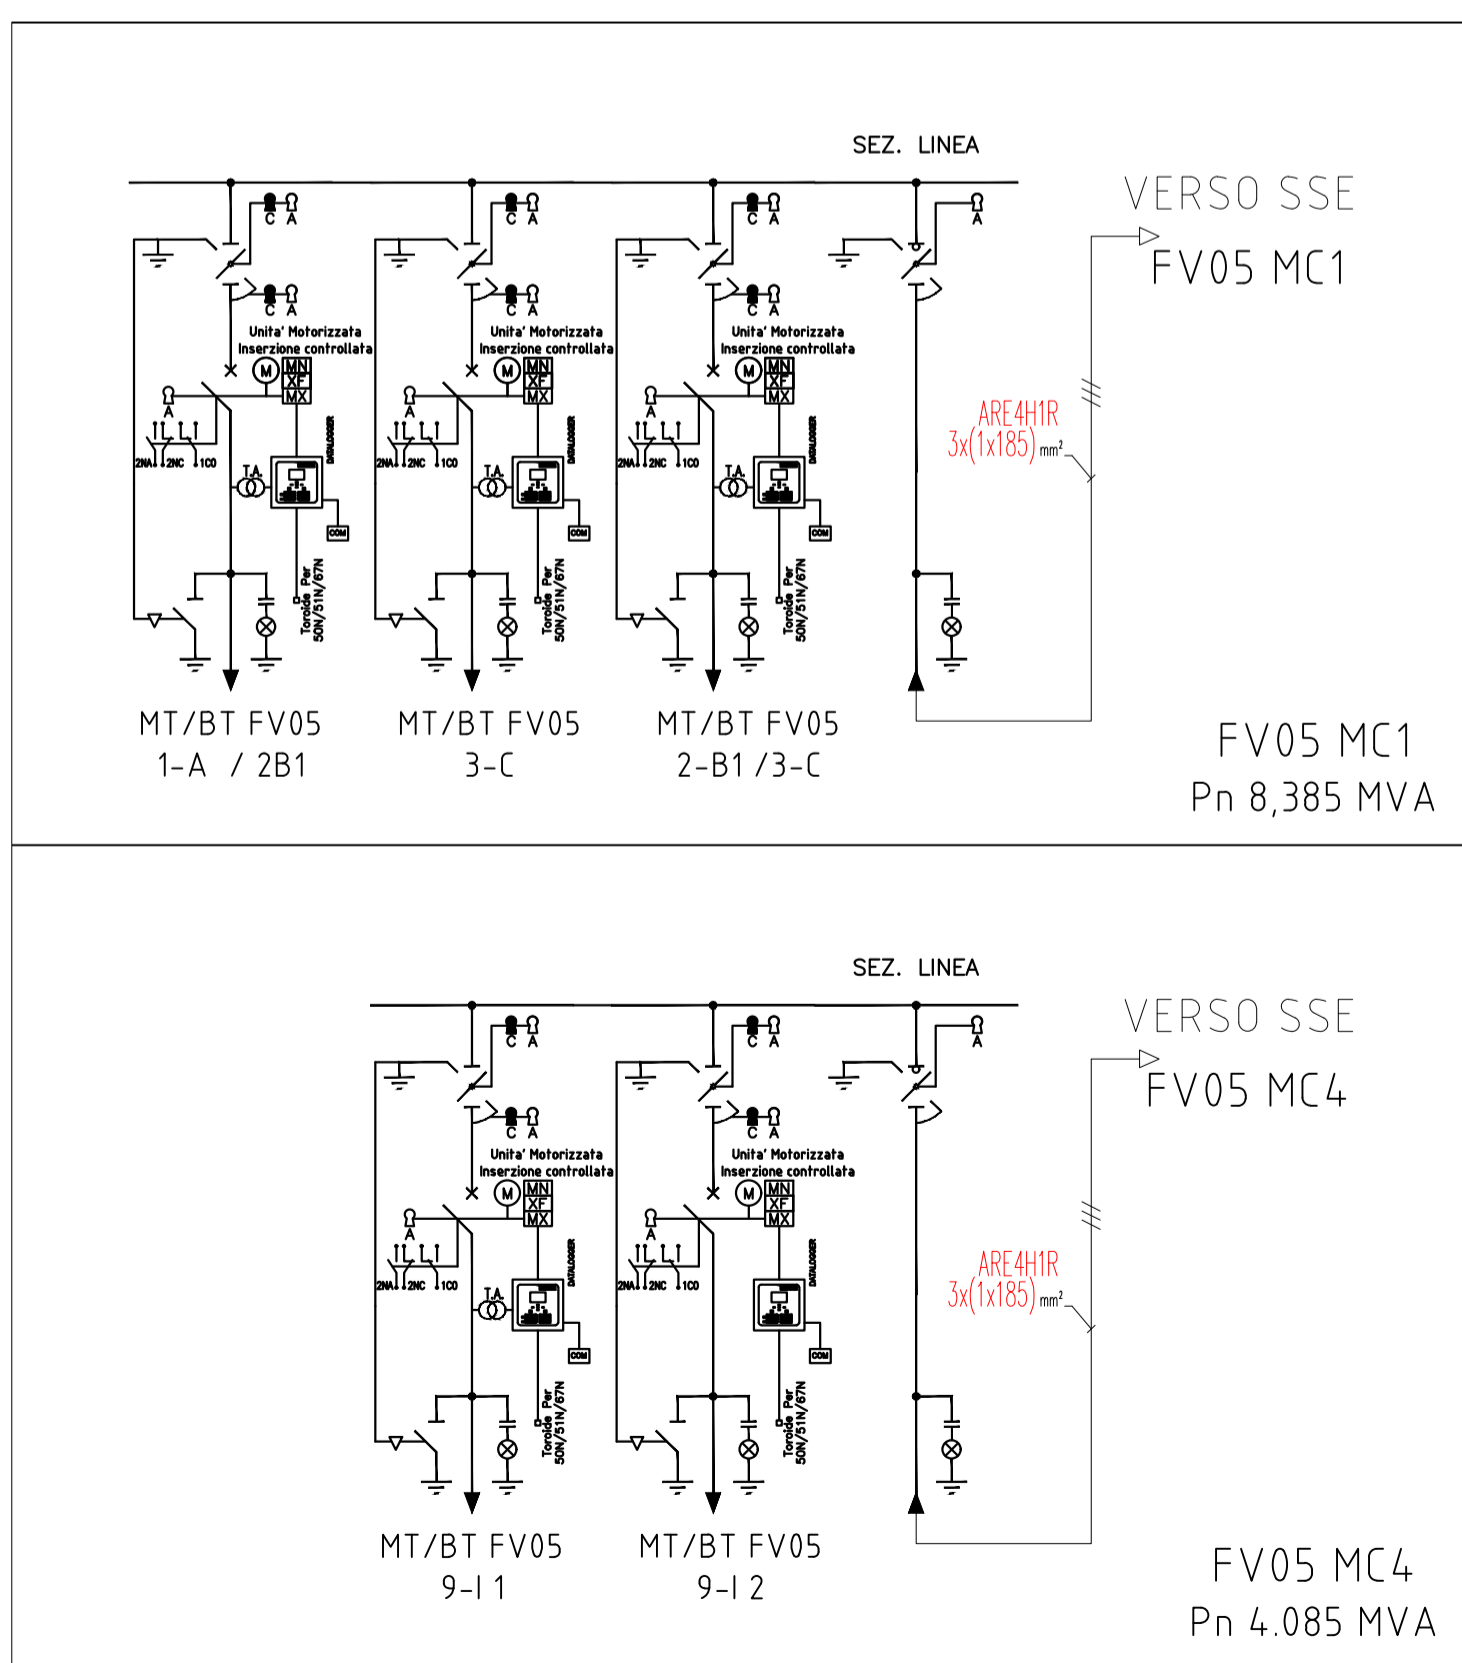 SEZ. LINEA
VERSO SSE
FV05 MC1
C A
C A
C A
A
C A
C A
C A
Unita' Motorizzata
Inserzione controllata
Unita' Motorizzata
Inserzione controllata
Unita' Motorizzata
Inserzione controllata
M
MN
XF
MX
M
MN
XF
MX
M
MN
XF
MX
A
A
A
ARE4H1R
3x(1x185) mm²
DATALOGGER
DATALOGGER
DATALOGGER
2NA 2NC 1CO
2NA 2NC 1CO
2NA 2NC 1CO
T.A.
T.A.
T.A.
COM
COM
COM
Toroide Per
50N/51N/67N
Toroide Per
50N/51N/67N
Toroide Per
50N/51N/67N
MT/BT FV05
1-A / 2B1
MT/BT FV05
3-C
MT/BT FV05
2-B1 /3-C
FV05 MC1
Pn 8,385 MVA
SEZ. LINEA
VERSO SSE
FV05 MC4
C A
C A
A
C A
C A
Unita' Motorizzata
Inserzione controllata
Unita' Motorizzata
Inserzione controllata
M
MN
XF
MX
M
MN
XF
MX
A
A
ARE4H1R
3x(1x185) mm²
DATALOGGER
DATALOGGER
2NA 2NC 1CO
2NA 2NC 1CO
T.A.
COM
COM
Toroide Per
50N/51N/67N
Toroide Per
50N/51N/67N
MT/BT FV05
9-I 1
MT/BT FV05
9-I 2
FV05 MC4
Pn 4.085 MVA